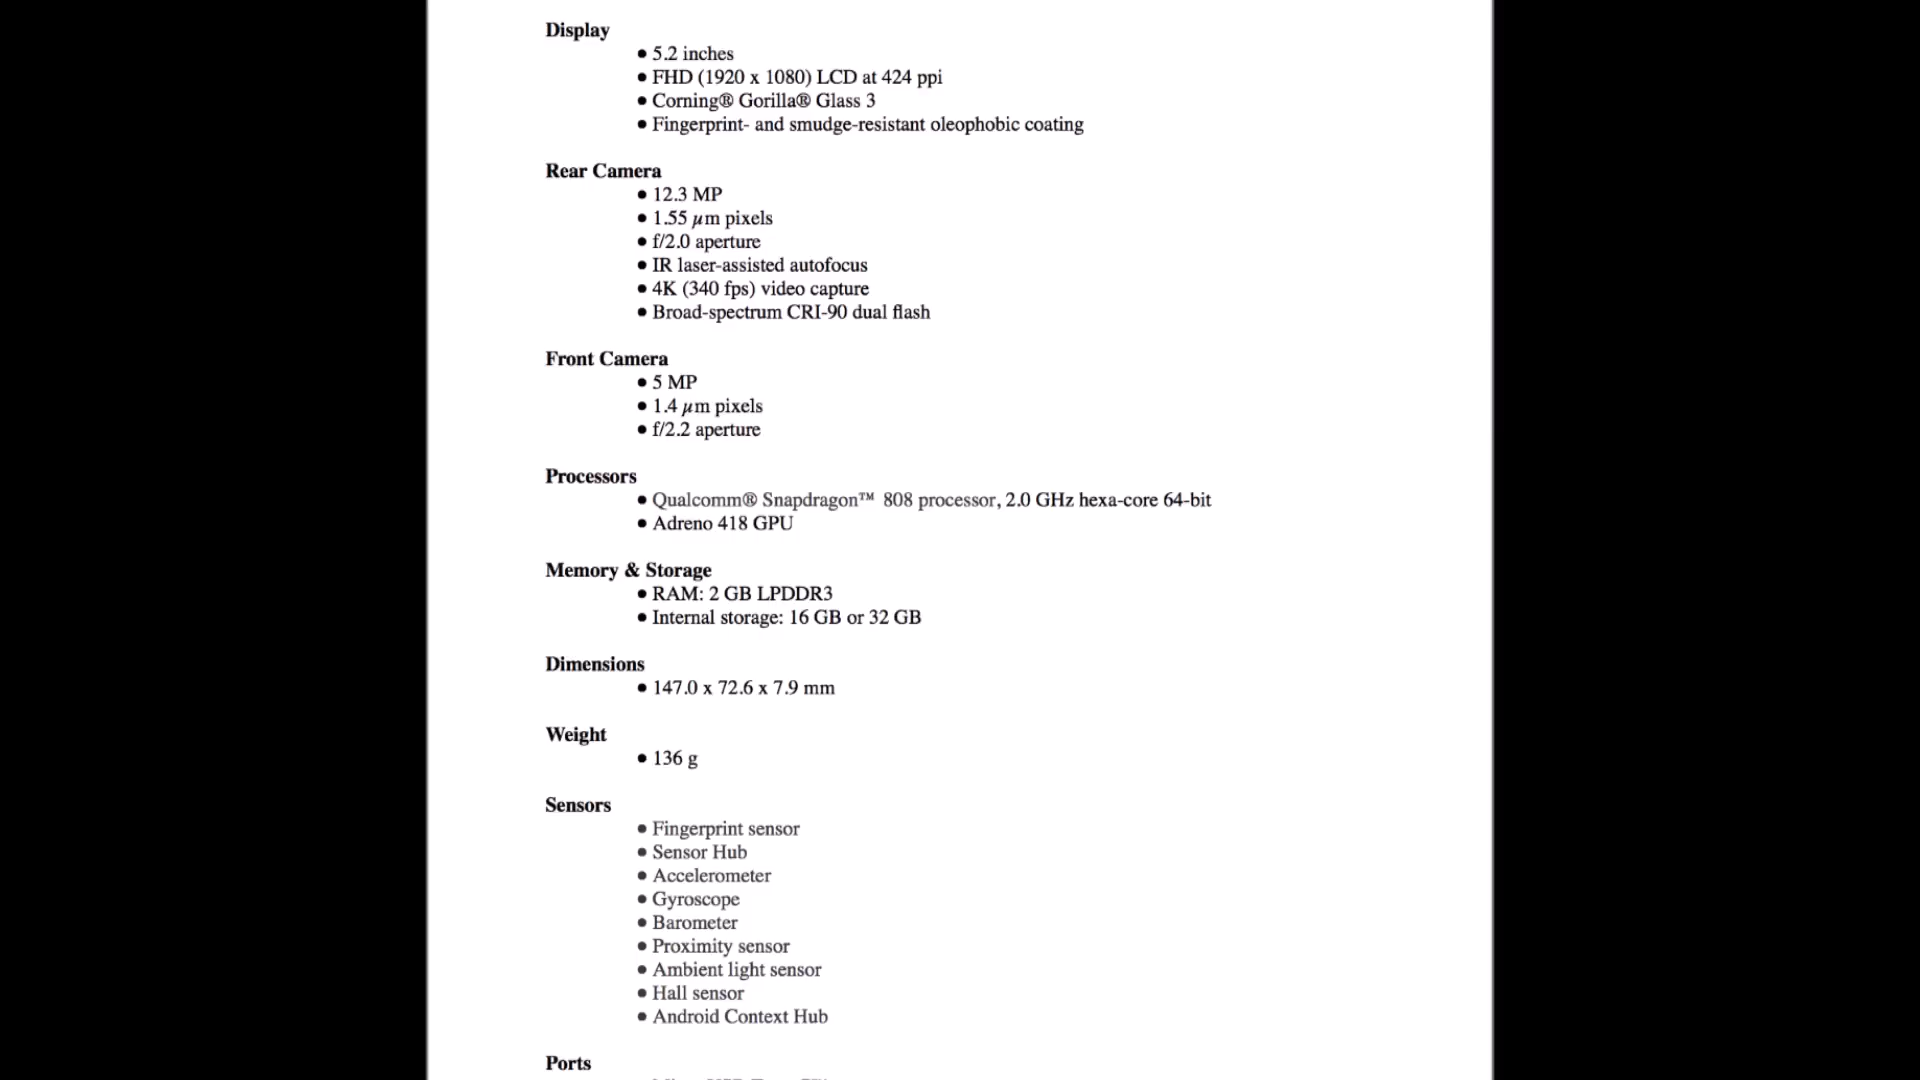 Display
• 5.2 inches
• FHD (1920 x 1080) LCD at 424 ppi
• Corning® Gorilla® Glass 3
• Fingerprint- and smudge-resistant oleophobic coating
Rear Camera
• 12.3 MP
• 1.55 µm pixels
• f/2.0 aperture
• IR laser-assisted autofocus
• 4K (340 fps) video capture
• Broad-spectrum CRI-90 dual flash
Front Camera
• 5 MP
• 1.4 µm pixels
• f/2.2 aperture
Processors
• Qualcomm® Snapdragon™ 808 processor, 2.0 GHz hexa-core 64-bit
• Adreno 418 GPU
Memory & Storage
• RAM: 2 GB LPDDR3
• Internal storage: 16 GB or 32 GB
Dimensions
• 147.0 x 72.6 x 7.9 mm
Weight
• 136 g
Sensors
• Fingerprint sensor
• Sensor Hub
• Accelerometer
• Gyroscope
• Barometer
• Proximity sensor
• Ambient light sensor
• Hall sensor
• Android Context Hub
Ports